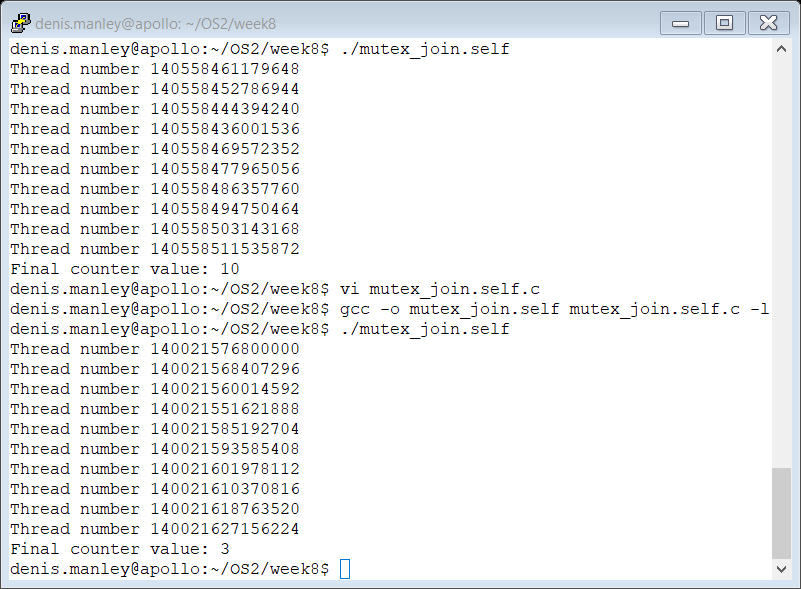 denis.manley@apollo: ~/OS2/week8
denis.manley@apollo:~/OS2/week8$ ./mutex_join.self
Thread number 140558461179648
Thread number 140558452786944
Thread number 140558444394240
Thread number 140558436001536
Thread number 140558469572352
Thread number 140558477965056
Thread number 140558486357760
Thread number 140558494750464
Thread number 140558503143168
Thread number 140558511535872
Final counter value: 10
denis.manley@apollo:~/OS2/week8$ vi mutex_join.self.c
denis.manley@apollo:~/OS2/week8$ gcc -o mutex_join.self mutex_join.self.c -l
denis.manley@apollo:~/OS2/week8$ ./mutex_join.self
Thread number 140021576800000
Thread number 140021568407296
Thread number 140021560014592
Thread number 140021551621888
Thread number 140021585192704
Thread number 140021593585408
Thread number 140021601978112
Thread number 140021610370816
Thread number 140021618763520
Thread number 140021627156224
Final counter value: 3
denis.manley@apollo:~/OS2/week8$